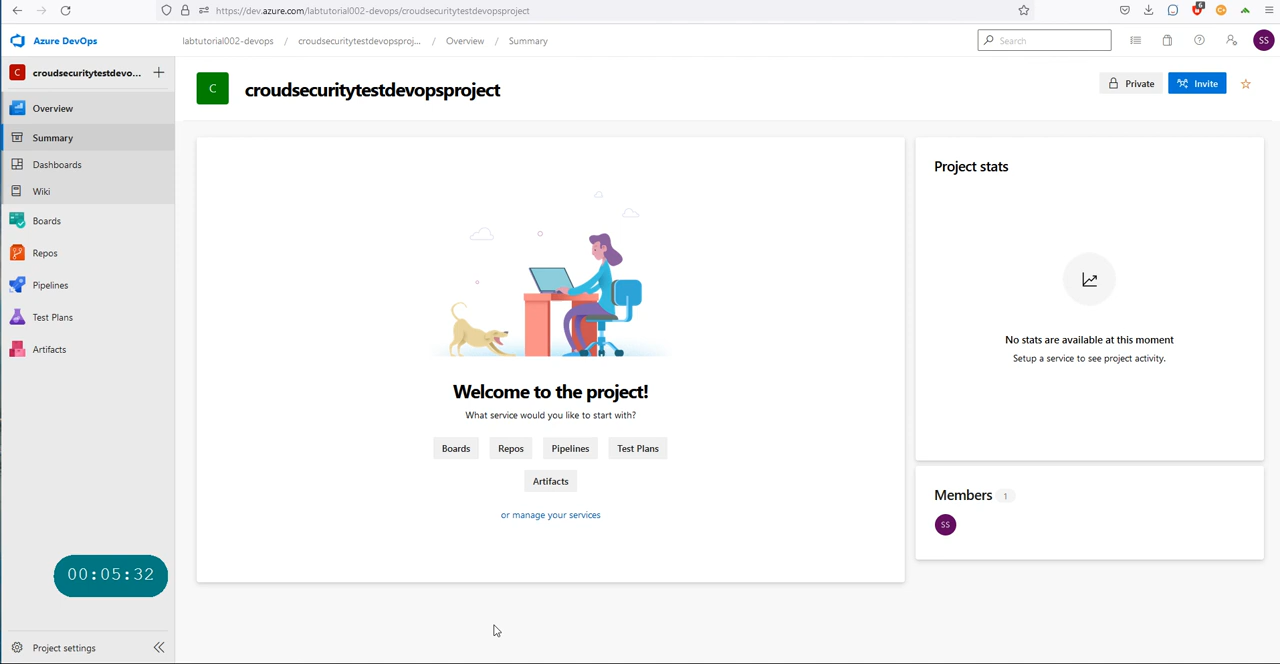 https://dev.azure.com/labtutorial002-devops/croudsecuritytestdevopsproject
6
Azure DevOps
labtutorial002-devops / croudsecuritytestdevopsproj... / Overview / Summary
Search
SS
C croudsecuritytestdevo...
Overview
Summary
Dashboards
Wiki
Boards
Repos
Pipelines
Test Plans
Artifacts
00:05:32
Project settings
C
croudsecuritytestdevopsproject
Private
Invite
Welcome to the project!
What service would you like to start with?
Boards Repos Pipelines Test Plans
Artifacts
or manage your services
Project stats
No stats are available at this moment
Setup a service to see project activity.
Members 1
SS